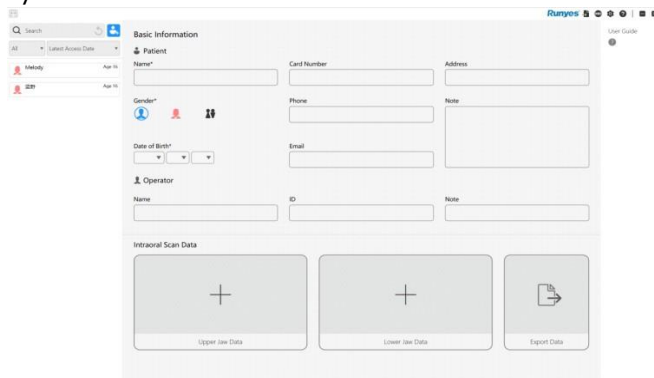 Runyes
Search
All
Latest Access Date
Melody
Age 16
Age 16
Basic Information
Patient
Name*
Card Number
Address
Gender*
Phone
Note
Date of Birth*
Email
Operator
Name
ID
Note
Intraoral Scan Data
Upper Jaw Data
Lower Jaw Data
Export Data
User Guide